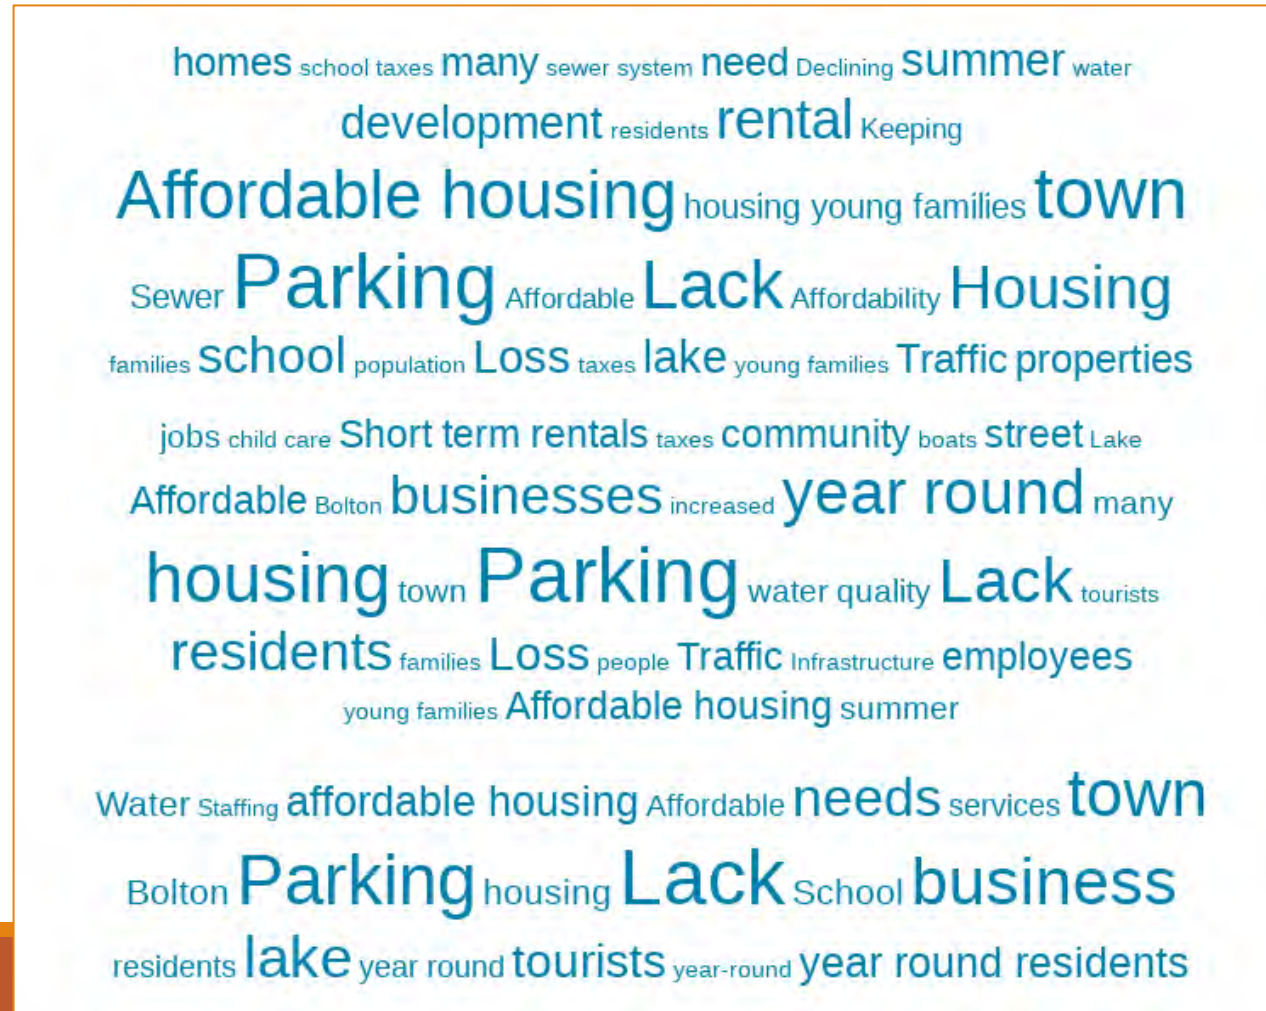 homes school taxes many sewer system need Declining summer water
development residents rental Keeping
Affordable housing housing young families town
Sewer Parking Affordable Lack Affordability Housing
families school population Loss taxes lake young families Traffic properties
jobs child care Short term rentals taxes community boats street Lake
Affordable Bolton businesses increased year round many
housing town Parking water quality Lack tourists
residents families Loss people Traffic Infrastructure employees
young families Affordable housing summer
Water Staffing affordable housing Affordable needs services town
Bolton Parking housing Lack School business
residents lake year round tourists year-round year round residents